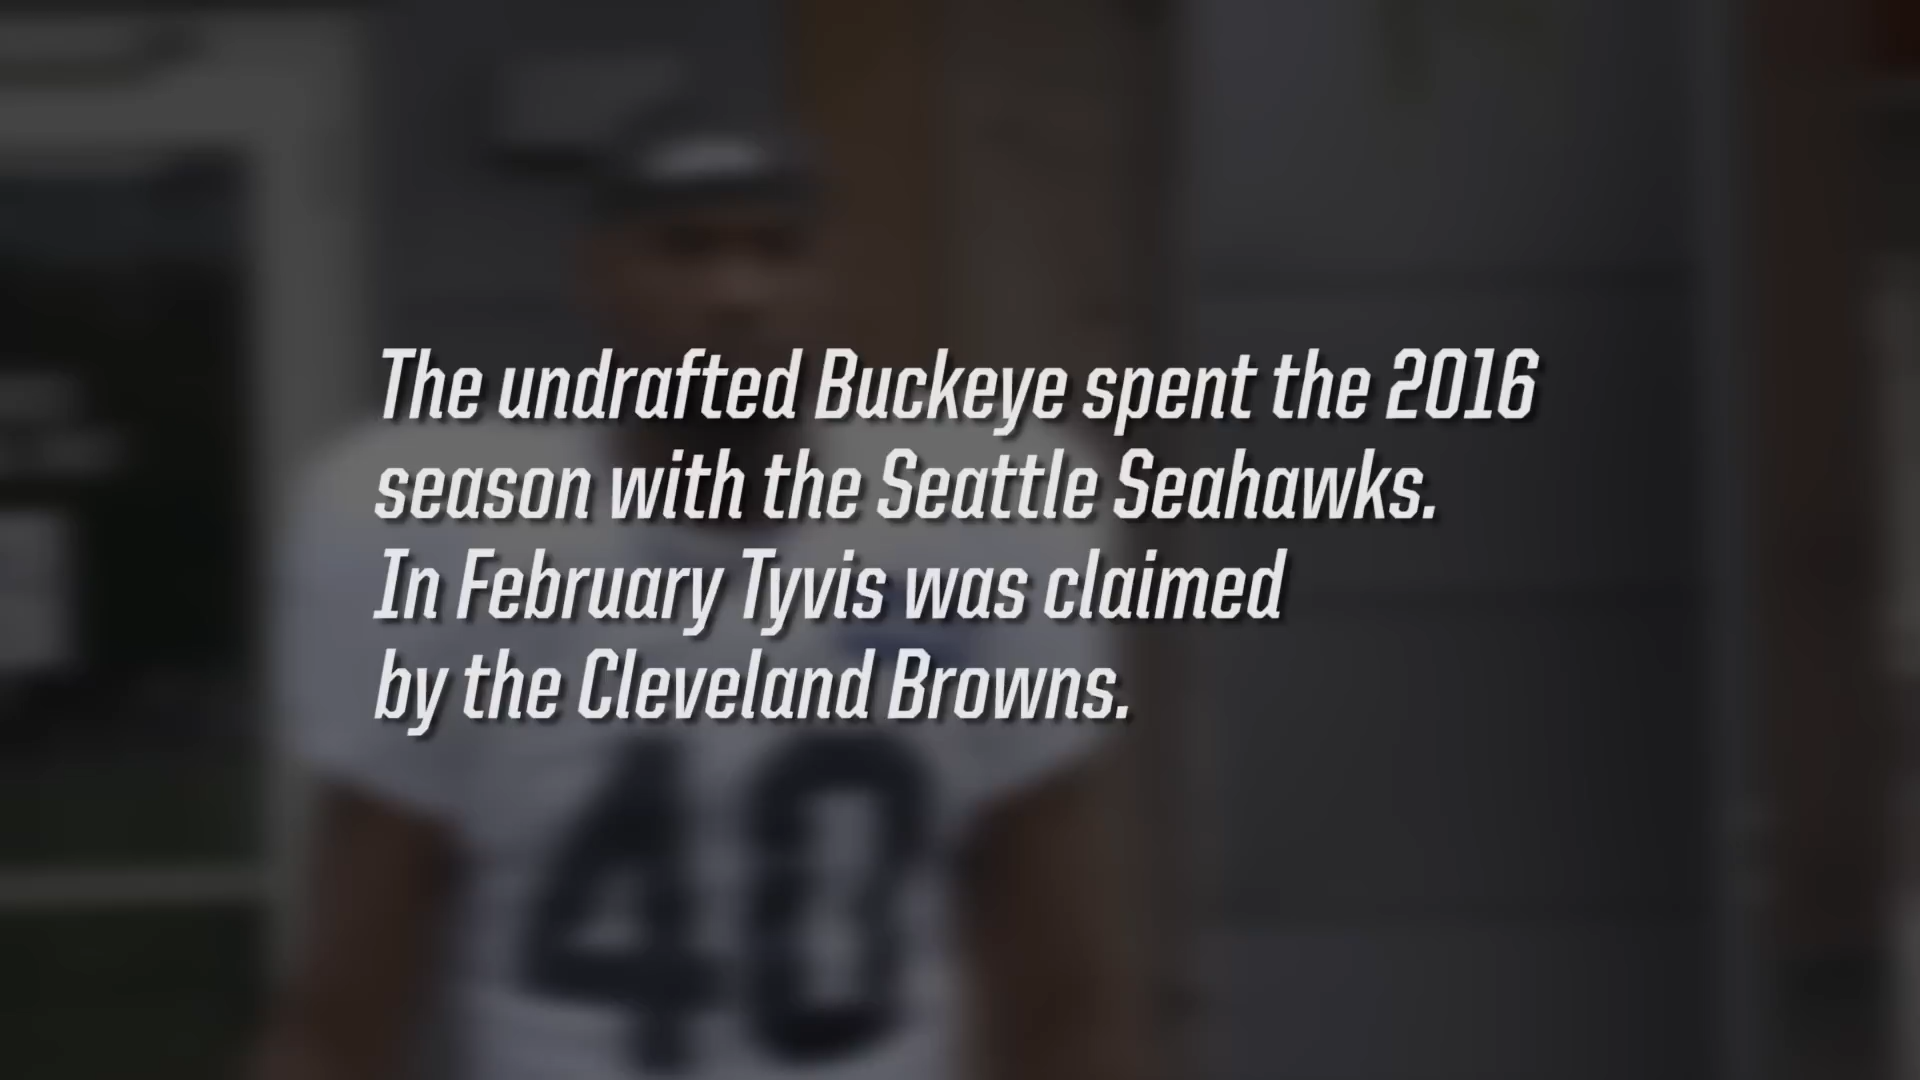 The undrafted Buckeye spent the 2016
season with the Seattle Seahawks.
In February Tyvis was claimed
by the Cleveland Browns.
40